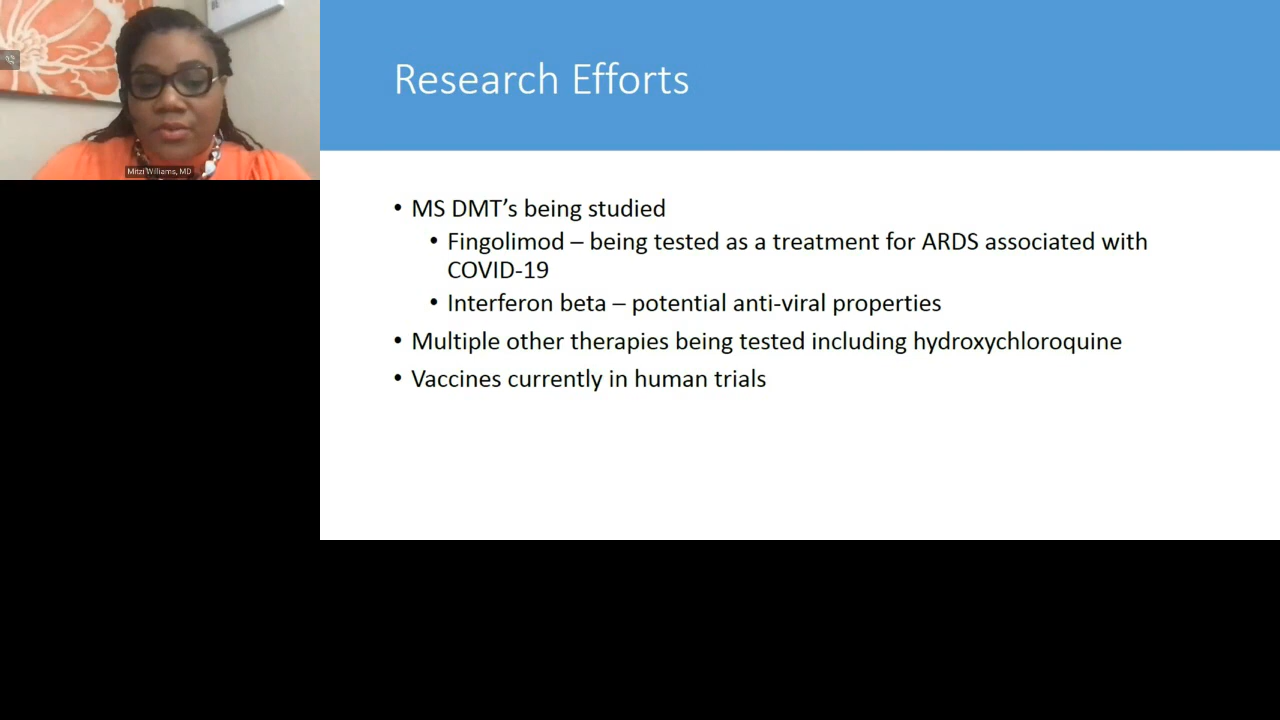 Mitzi Williams, MD
Research Efforts
• MS DMT’s being studied
• Fingolimod – being tested as a treatment for ARDS associated with
COVID-19
• Interferon beta – potential anti-viral properties
• Multiple other therapies being tested including hydroxychloroquine
• Vaccines currently in human trials